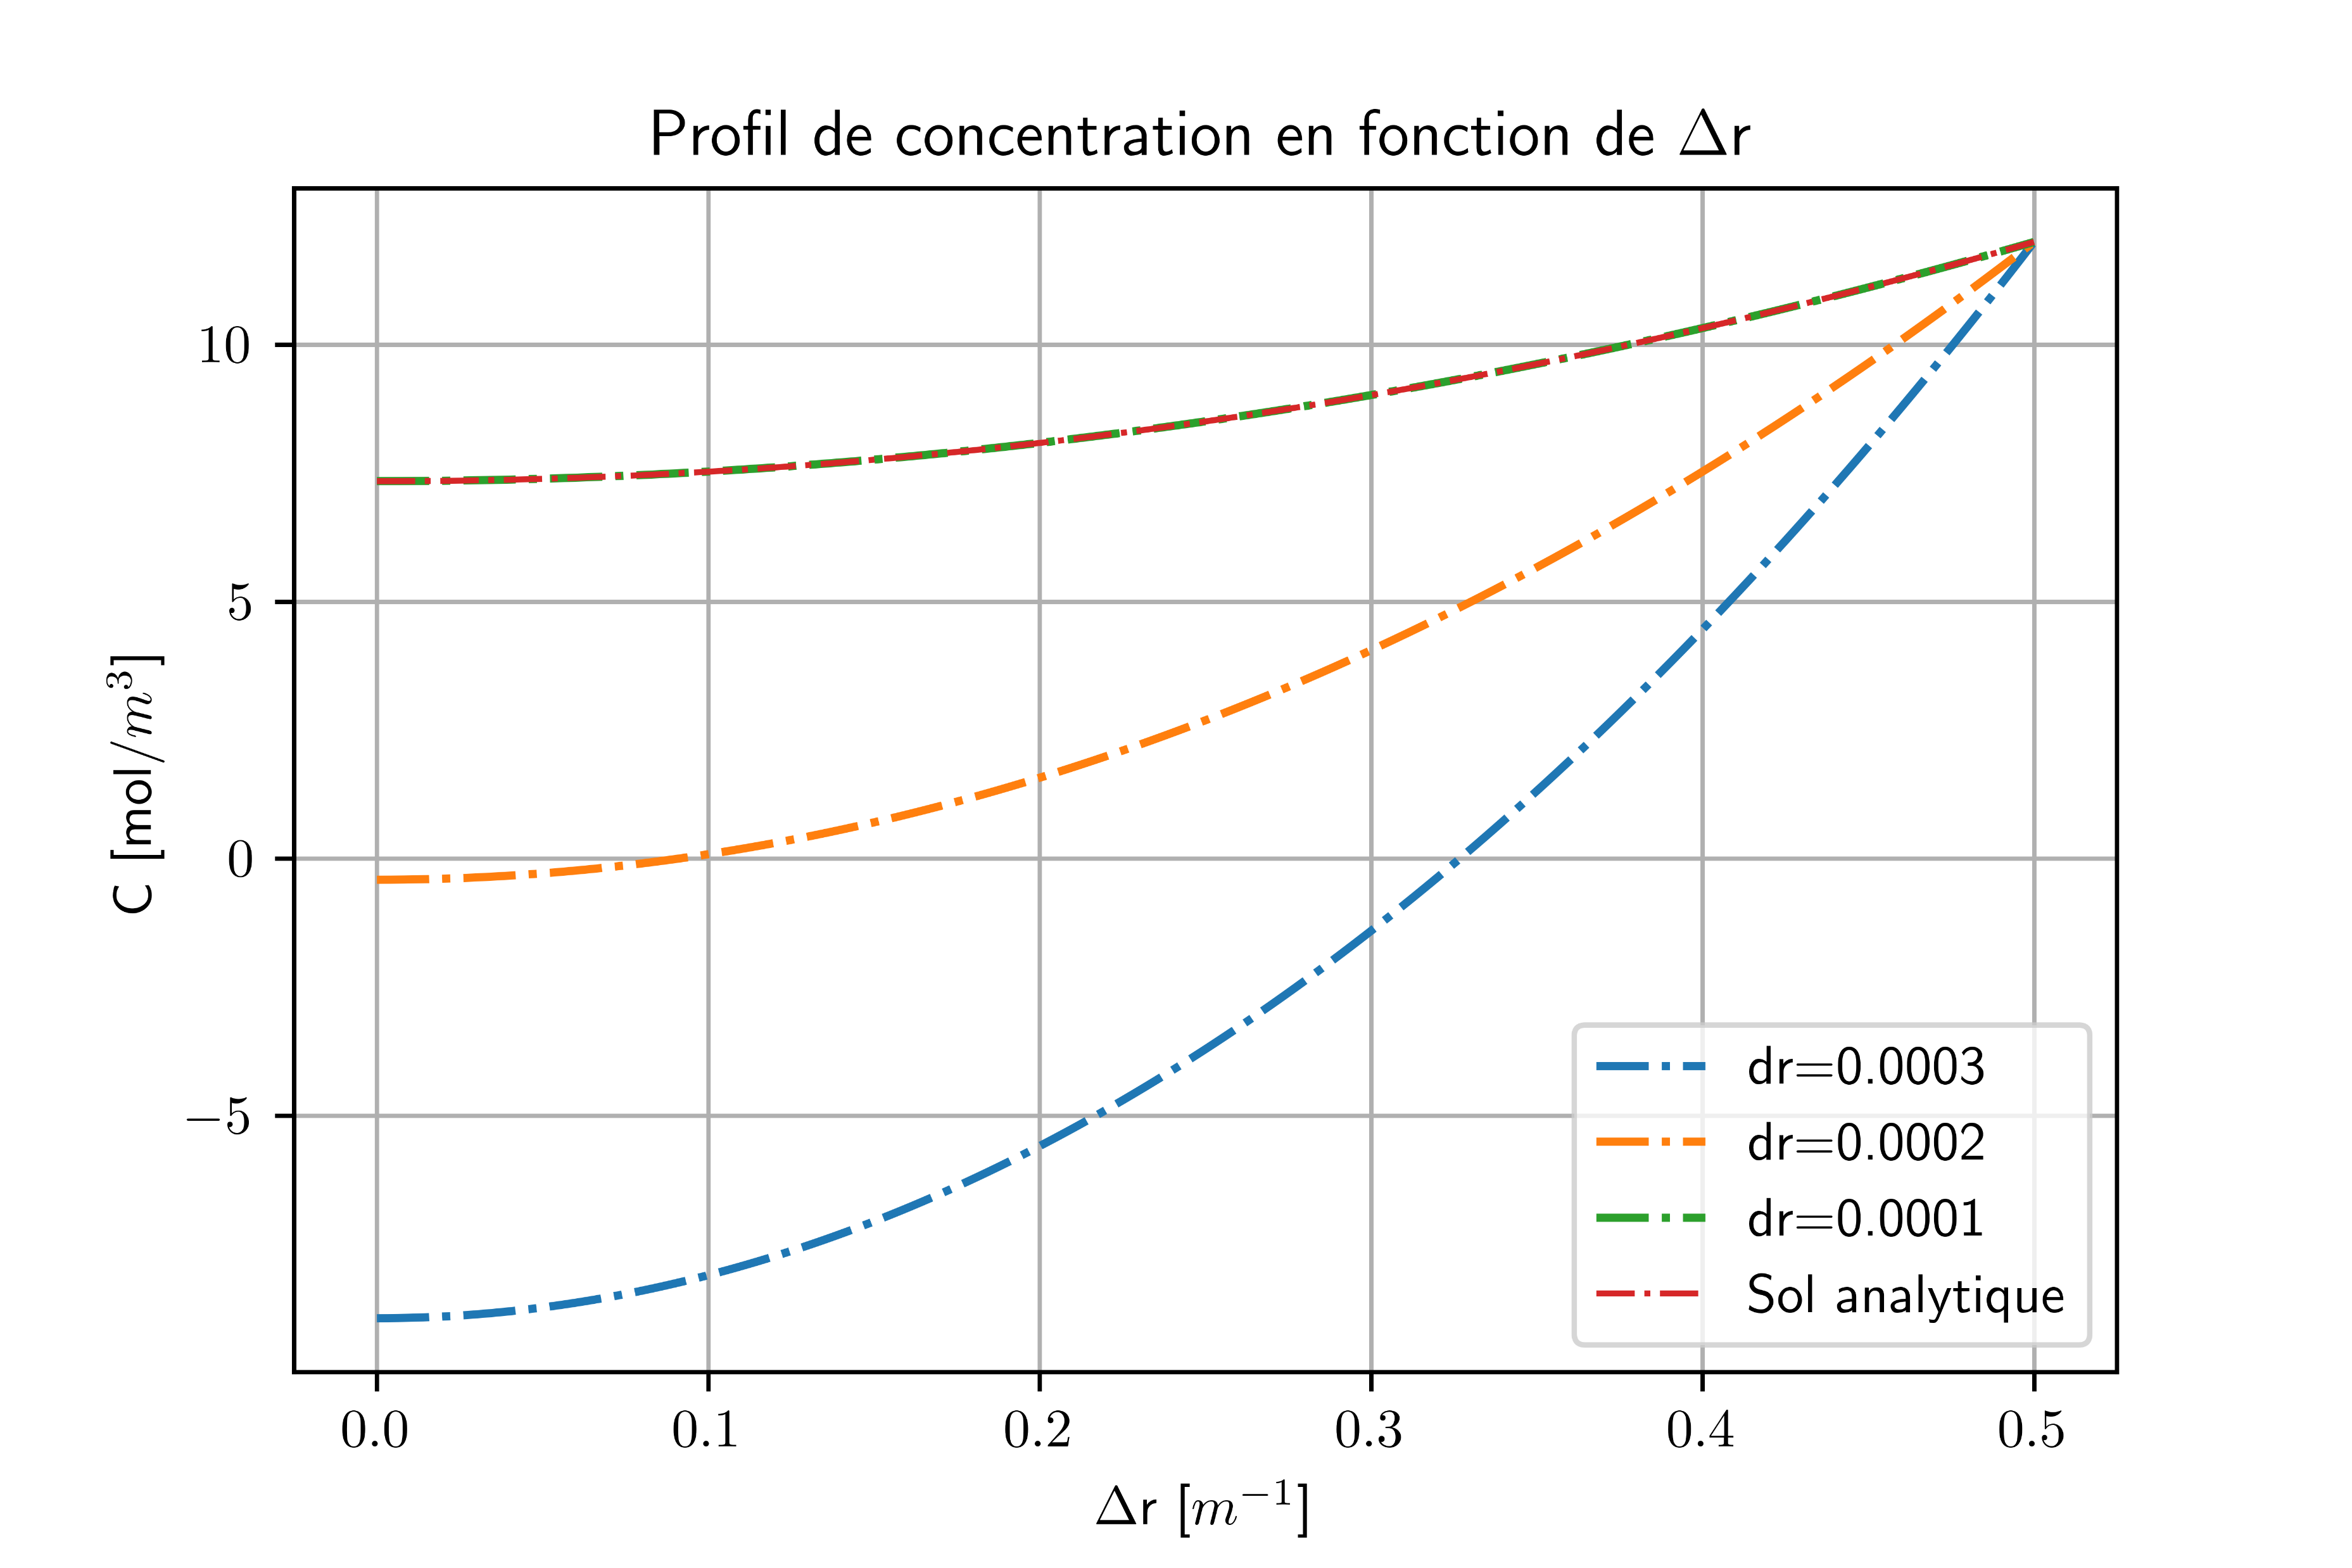 Profil de concentration en fonction de Δr
C [mol/m³]
10
5
0
−5
0.0 0.1 0.2 0.3 0.4 0.5
Δr [m⁻¹]
dr=0.0003
dr=0.0002
dr=0.0001
Sol analytique